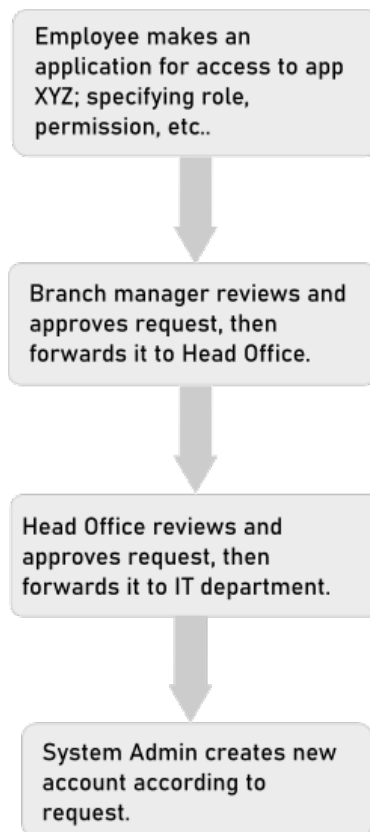 Employee makes an
application for access to app
XYZ; specifying role,
permission, etc..
Branch manager reviews and
approves request, then
forwards it to Head Office.
Head Office reviews and
approves request, then
forwards it to IT department.
System Admin creates new
account according to
request.